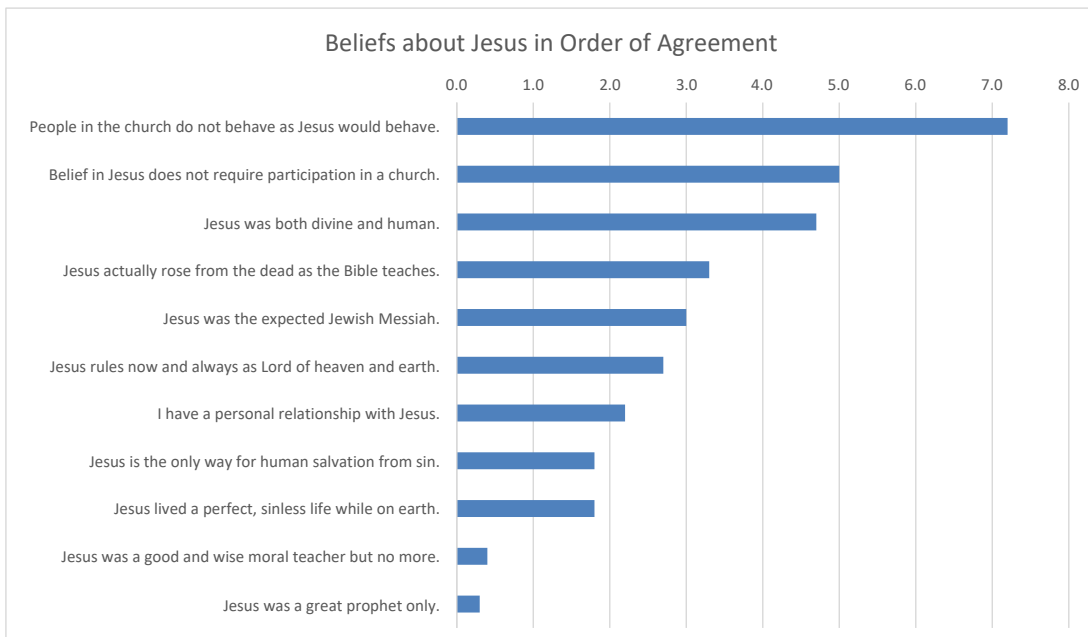 Beliefs about Jesus in Order of Agreement
0.0 1.0 2.0 3.0 4.0 5.0 6.0 7.0 8.0
People in the church do not behave as Jesus would behave.
Belief in Jesus does not require participation in a church.
Jesus was both divine and human.
Jesus actually rose from the dead as the Bible teaches.
Jesus was the expected Jewish Messiah.
Jesus rules now and always as Lord of heaven and earth.
I have a personal relationship with Jesus.
Jesus is the only way for human salvation from sin.
Jesus lived a perfect, sinless life while on earth.
Jesus was a good and wise moral teacher but no more.
Jesus was a great prophet only.